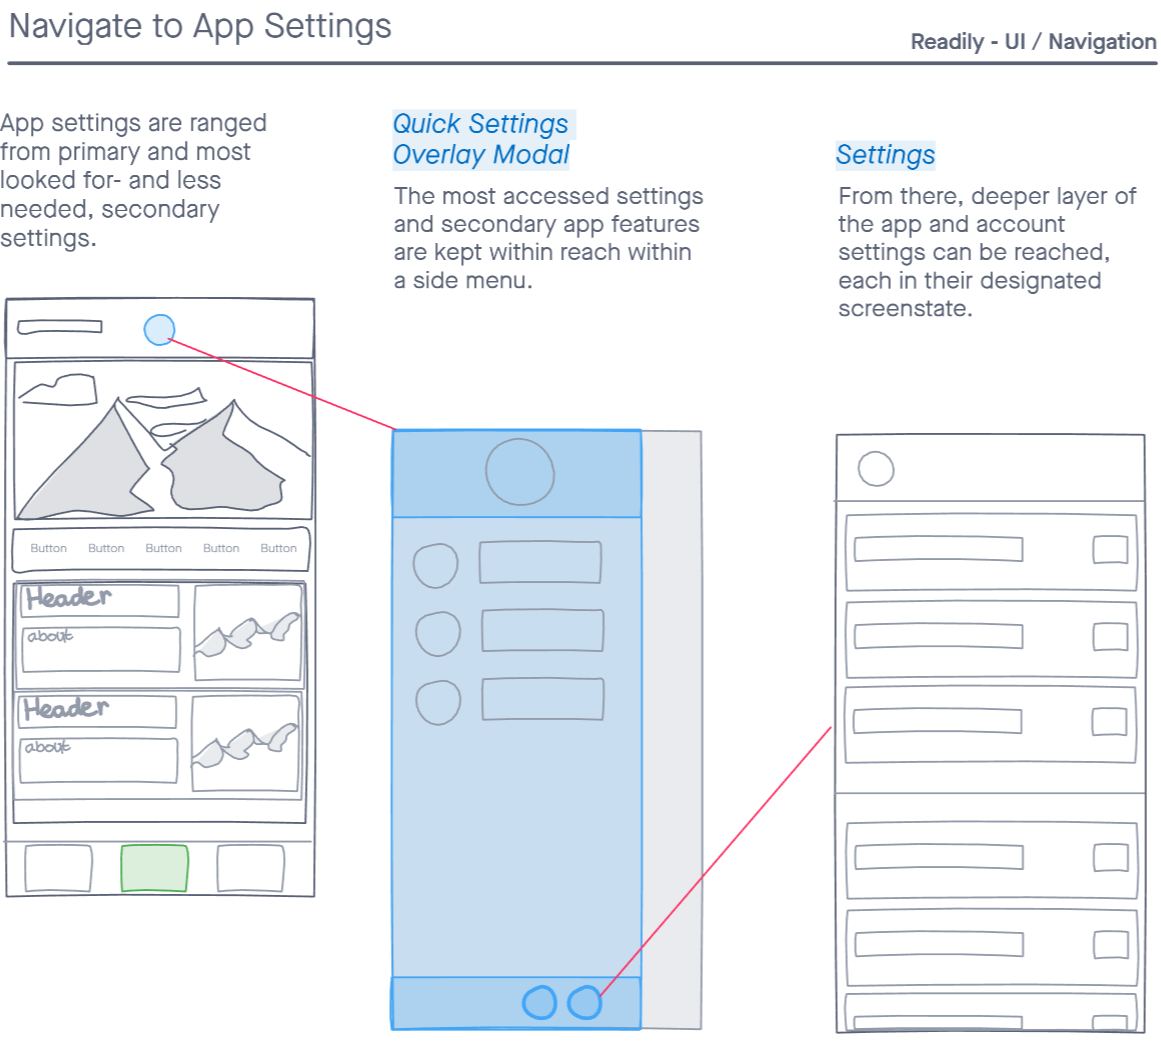 Navigate to App Settings
Readily - UI / Navigation
App settings are ranged
from primary and most
looked for- and less
needed, secondary
settings.
Quick Settings
Overlay Modal
The most accessed settings
and secondary app features
are kept within reach within
a side menu.
Settings
From there, deeper layer of
the app and account
settings can be reached,
each in their designated
screenstate.
Button Button Button Button Button
Header
about
Header
about